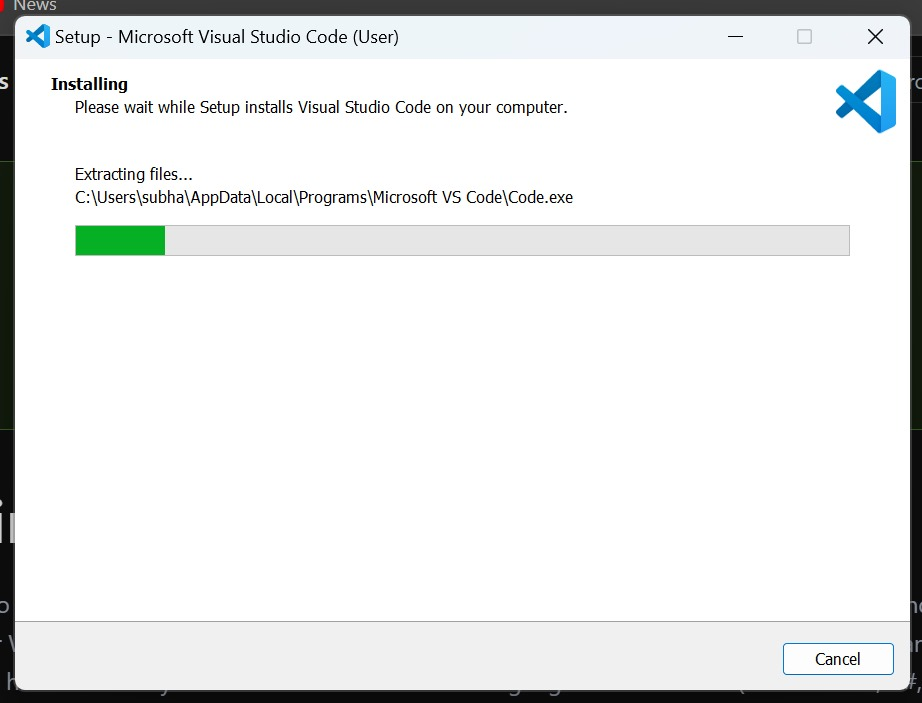 News
Setup - Microsoft Visual Studio Code (User)
Installing
Please wait while Setup installs Visual Studio Code on your computer.
Extracting files...
C:\Users\subha\AppData\Local\Programs\Microsoft VS Code\Code.exe
Cancel